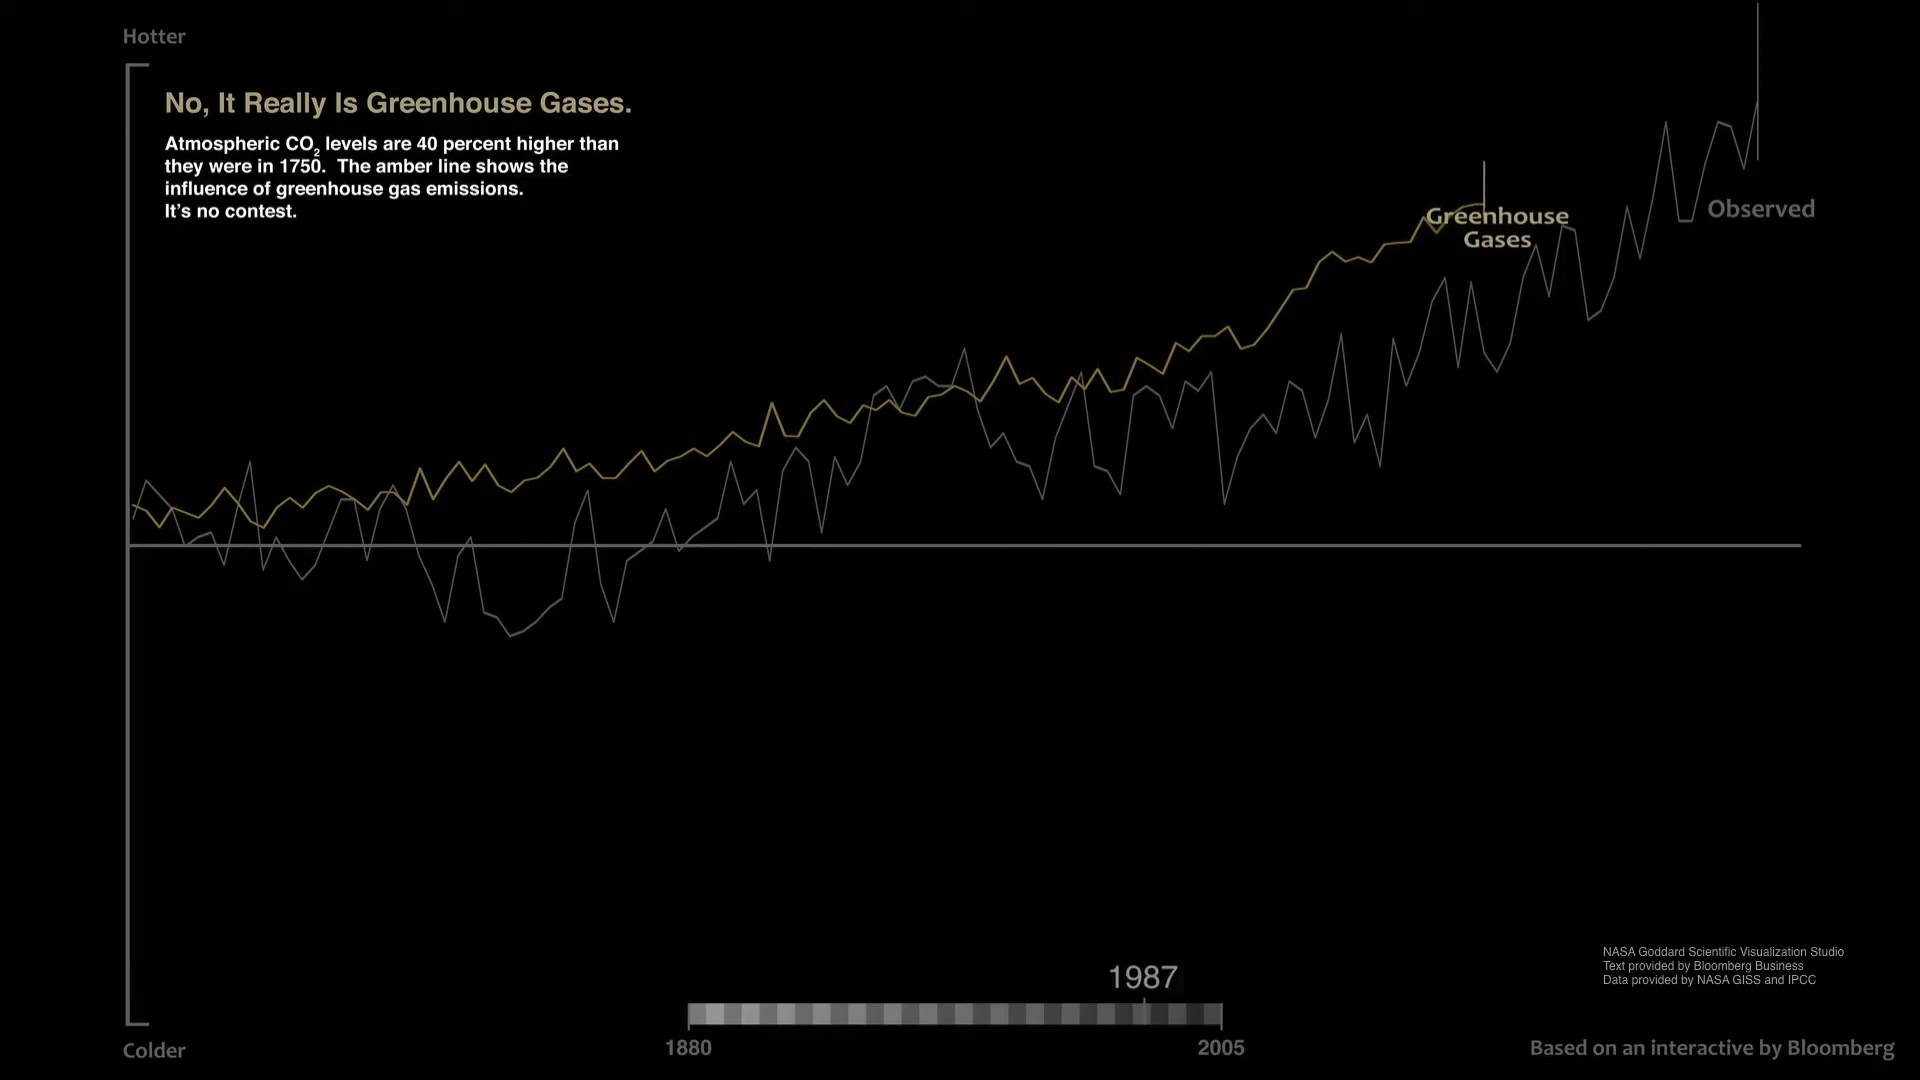 Hotter
No, It Really Is Greenhouse Gases.
Atmospheric CO2 levels are 40 percent higher than
they were in 1750.  The amber line shows the
influence of greenhouse gas emissions.
It’s no contest.
Greenhouse
Gases
Observed
NASA Goddard Scientific Visualization Studio
Text provided by Bloomberg Business
Data provided by NASA GISS and IPCC
1987
1880
2005
Colder
Based on an interactive by Bloomberg